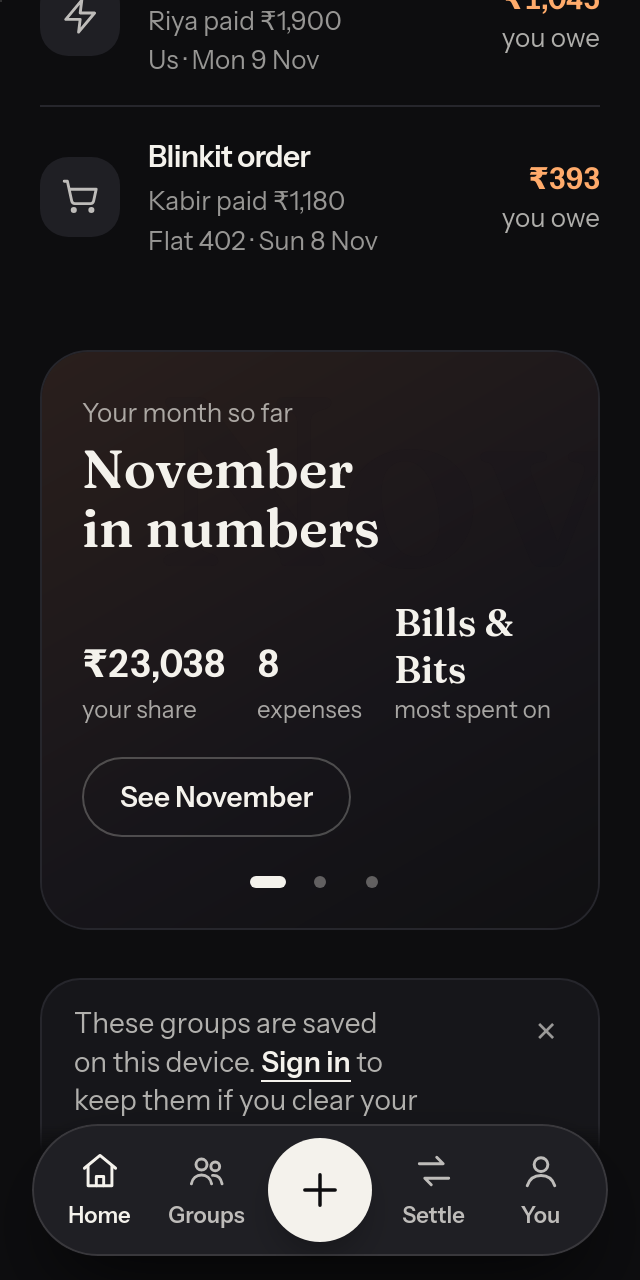 Riya paid ₹1,900
₹1,045
you owe
Us · Mon 9 Nov
Blinkit order
Kabir paid ₹1,180
Flat 402 · Sun 8 Nov
₹393
you owe
Your month so far
November
in numbers
₹23,038
your share
8
expenses
Bills &
Bits
most spent on
See November
These groups are saved
on this device. Sign in to
keep them if you clear your
×
Home
Groups
+
Settle
You